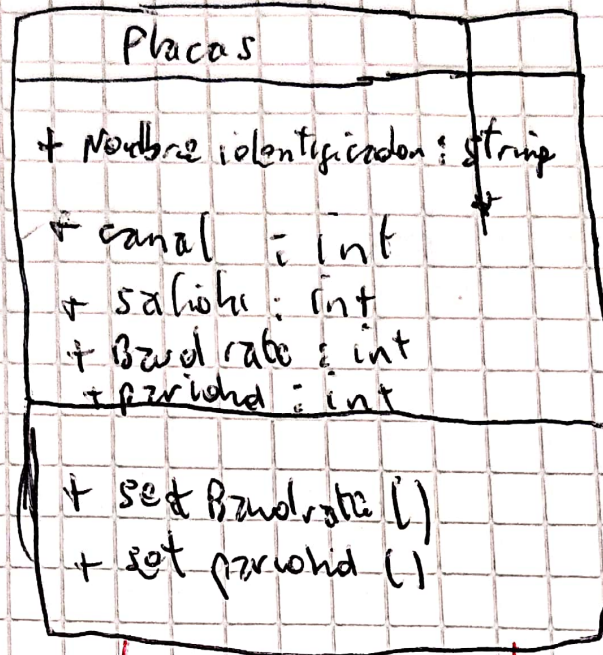 Placas
+ Nombre identificador : string
+ canal : int
+ salida : int
+ Baud rate : int
+ paridad : int
+ set Baudrate ()
+ set paridad ()